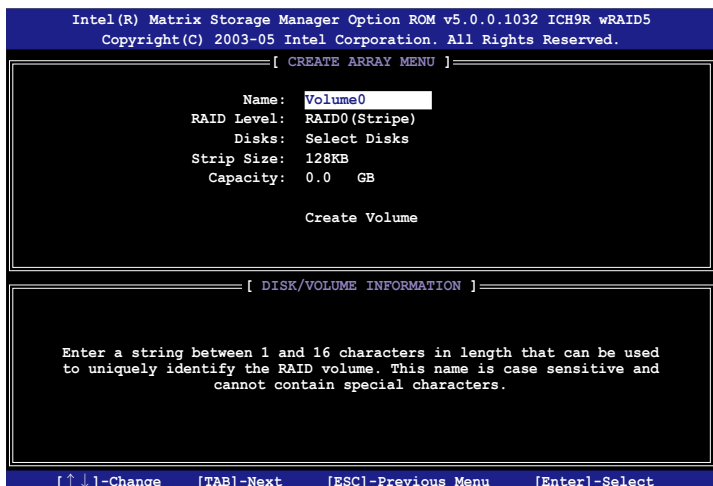 Intel(R) Matrix Storage Manager Option ROM v5.0.0.1032 ICH9R wRAID5
Copyright(C) 2003-05 Intel Corporation. All Rights Reserved.
[ CREATE ARRAY MENU ]
Name: Volume0
RAID Level: RAID0(Stripe)
Disks: Select Disks
Strip Size: 128KB
Capacity: 0.0 GB
Create Volume
[ DISK/VOLUME INFORMATION ]
Enter a string between 1 and 16 characters in length that can be used
to uniquely identify the RAID volume. This name is case sensitive and
cannot contain special characters.
[↑↓]-Change [TAB]-Next [ESC]-Previous Menu [Enter]-Select